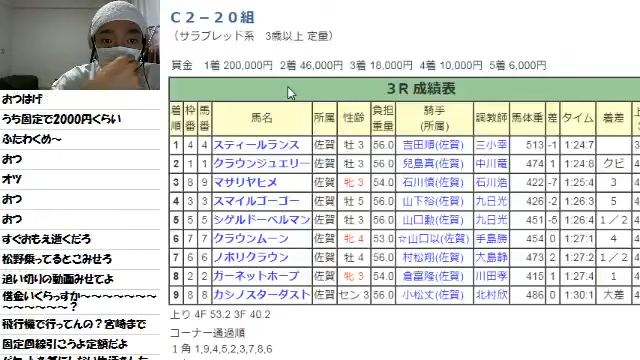 C2－20組
(サラブレッド系　3歳以上 定量)
賞金　1着 200,000円　2着 46,000円　3着 18,000円　4着 10,000円　5着 6,000円
3R 成績表
着順 枠番 馬番 馬名 所属 性齢 負担重量 騎手(所属) 調教師 馬体重 差 タイム 着差 上
1 4 4 スティールランス 佐賀 牡 3 56.0 吉田順(佐賀) 三小幸 513 -1 1:24.7
2 1 1 クラウンジュエリー 佐賀 牡 3 56.0 兒島真(佐賀) 中川竜 474 1 1:24.8 クビ
3 8 9 マサリヤヒメ 佐賀 牝 3 54.0 石川慎(佐賀) 石川浩 422 -7 1:25.4 3
4 3 3 スマイルゴーゴー 佐賀 牡 3 56.0 山下裕(佐賀) 九日光 426 -2 1:26.3 5
5 5 5 シゲルドーベルマン 佐賀 牡 3 56.0 山口勲(佐賀) 九日光 451 -5 1:26.4 1／2
6 7 7 クラウンムーン 佐賀 牝 4 53.0 ☆山口以(佐賀) 手島勝 454 0 1:27.1 4
7 6 6 ノボリクラウン 佐賀 牡 4 56.0 村松翔(佐賀) 大島静 473 2 1:27.2 1／2
8 2 2 ガーネットホープ 佐賀 牝 3 54.0 倉富隆(佐賀) 川田孝 415 1 1:27.4 1
9 8 8 カシノスターダスト 佐賀 セン 3 56.0 小松丈(佐賀) 北村欣 486 0 1:30.1 大差
上り 4F 53.2 3F 40.2
コーナー通過順
1角 1,9,4,5,2,3,7,8,6
おつはげ
うち固定で2000円くらい
ふたわくめ～
おつ
オツ
おつ
おつ
すぐおもえ逝くだろ
松野乗ってるとこみせろ
追い切りの動画みせてよ
借金いくらっすか～～～～～～～～～～～～～？
飛行機で行ってんの？宮崎まで
固定回線引こうよ定額だよ